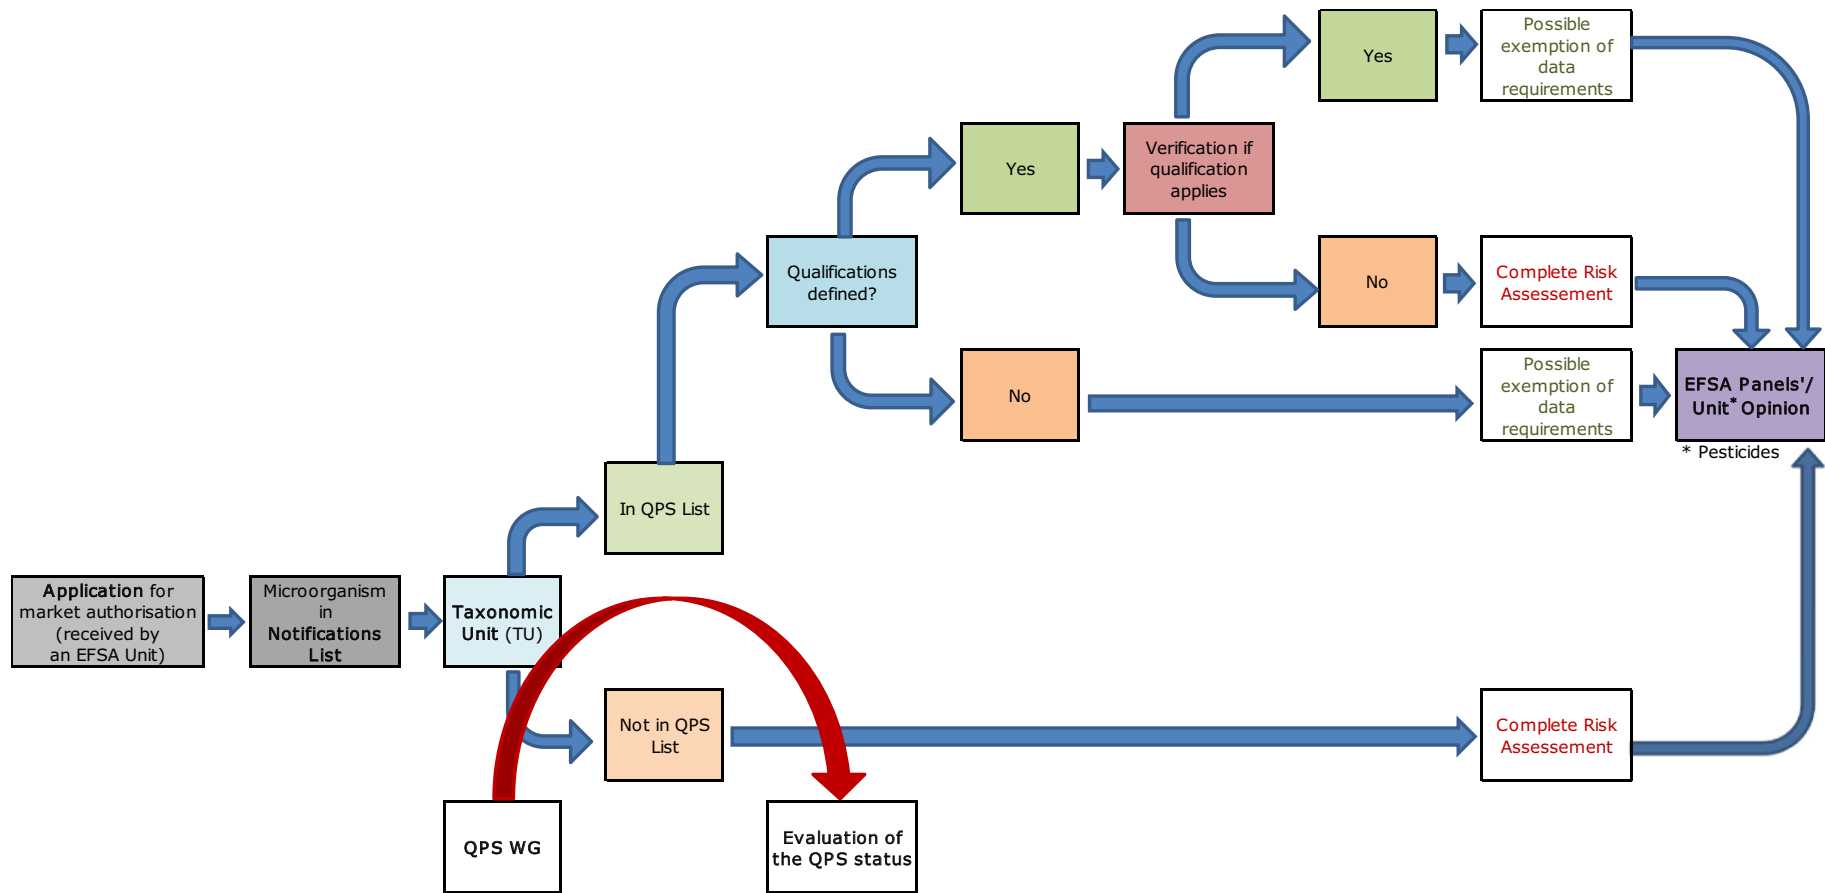 Yes
Possible
exemption of
data
requirements
Yes
Verification if
qualification
applies
Qualifications
defined?
No
Complete Risk
Assessement
No
Possible
exemption of
data
requirements
EFSA Panels'/
Unit* Opinion
* Pesticides
In QPS List
Application for
market authorisation
(received by
an EFSA Unit)
Microorganism
in
Notifications
List
Taxonomic
Unit (TU)
Not in QPS
List
Complete Risk
Assessement
QPS WG
Evaluation of
the QPS status